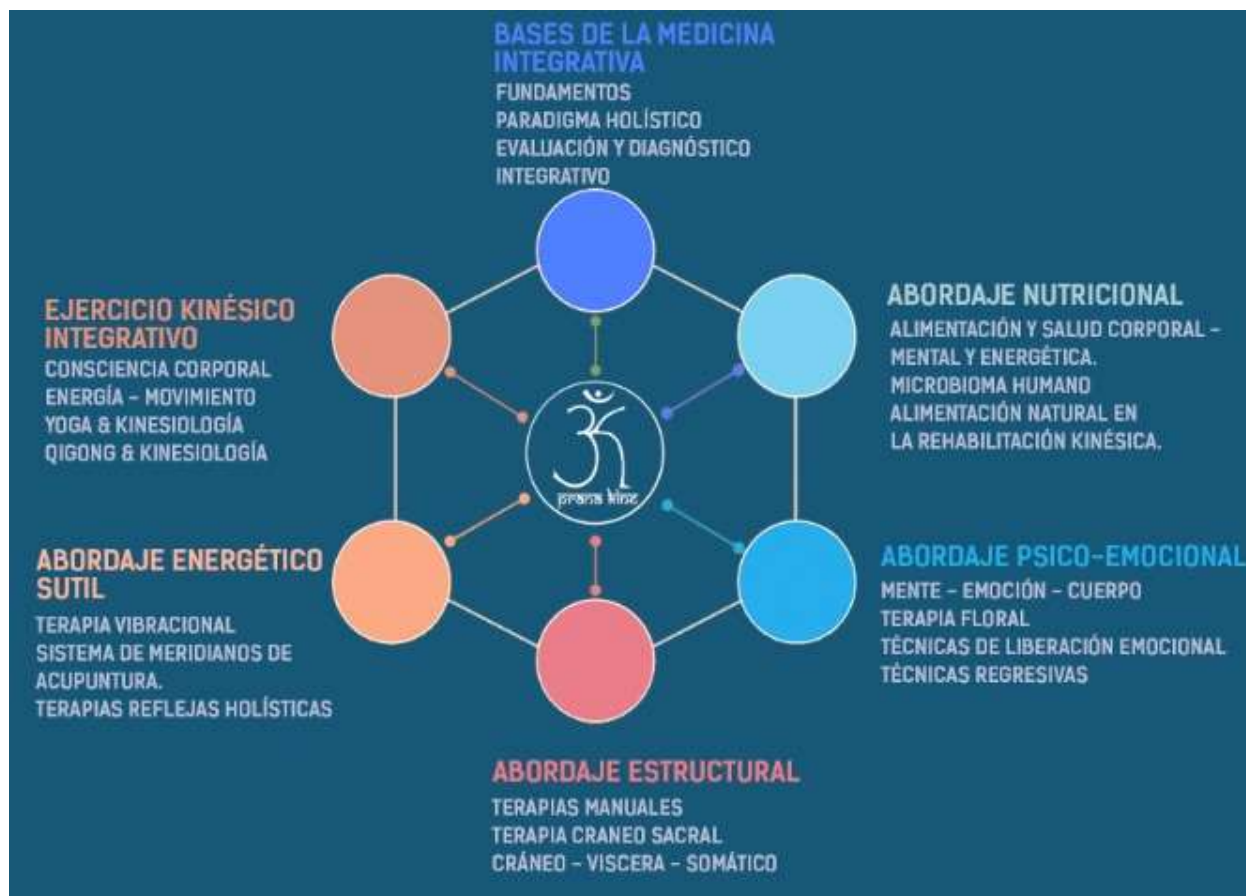 BASES DE LA MEDICINA
INTEGRATIVA
FUNDAMENTOS
PARADIGMA HOLÍSTICO
EVALUACIÓN Y DIAGNÓSTICO
INTEGRATIVO
EJERCICIO KINÉSICO
INTEGRATIVO
CONSCIENCIA CORPORAL
ENERGÍA – MOVIMIENTO
YOGA & KINESIOLOGÍA
QIGONG & KINESIOLOGÍA
ABORDAJE NUTRICIONAL
ALIMENTACIÓN Y SALUD CORPORAL –
MENTAL Y ENERGÉTICA.
MICROBIOMA HUMANO
ALIMENTACIÓN NATURAL EN
LA REHABILITACIÓN KINÉSICA.
prana kine
ABORDAJE ENERGÉTICO
SUTIL
TERAPIA VIBRACIONAL
SISTEMA DE MERIDIANOS DE
ACUPUNTURA.
TERAPIAS REFLEJAS HOLÍSTICAS
ABORDAJE PSICO-EMOCIONAL
MENTE – EMOCIÓN – CUERPO
TERAPIA FLORAL
TÉCNICAS DE LIBERACIÓN EMOCIONAL
TÉCNICAS REGRESIVAS
ABORDAJE ESTRUCTURAL
TERAPIAS MANUALES
TERAPIA CRANEO SACRAL
CRÁNEO – VISCERA – SOMÁTICO